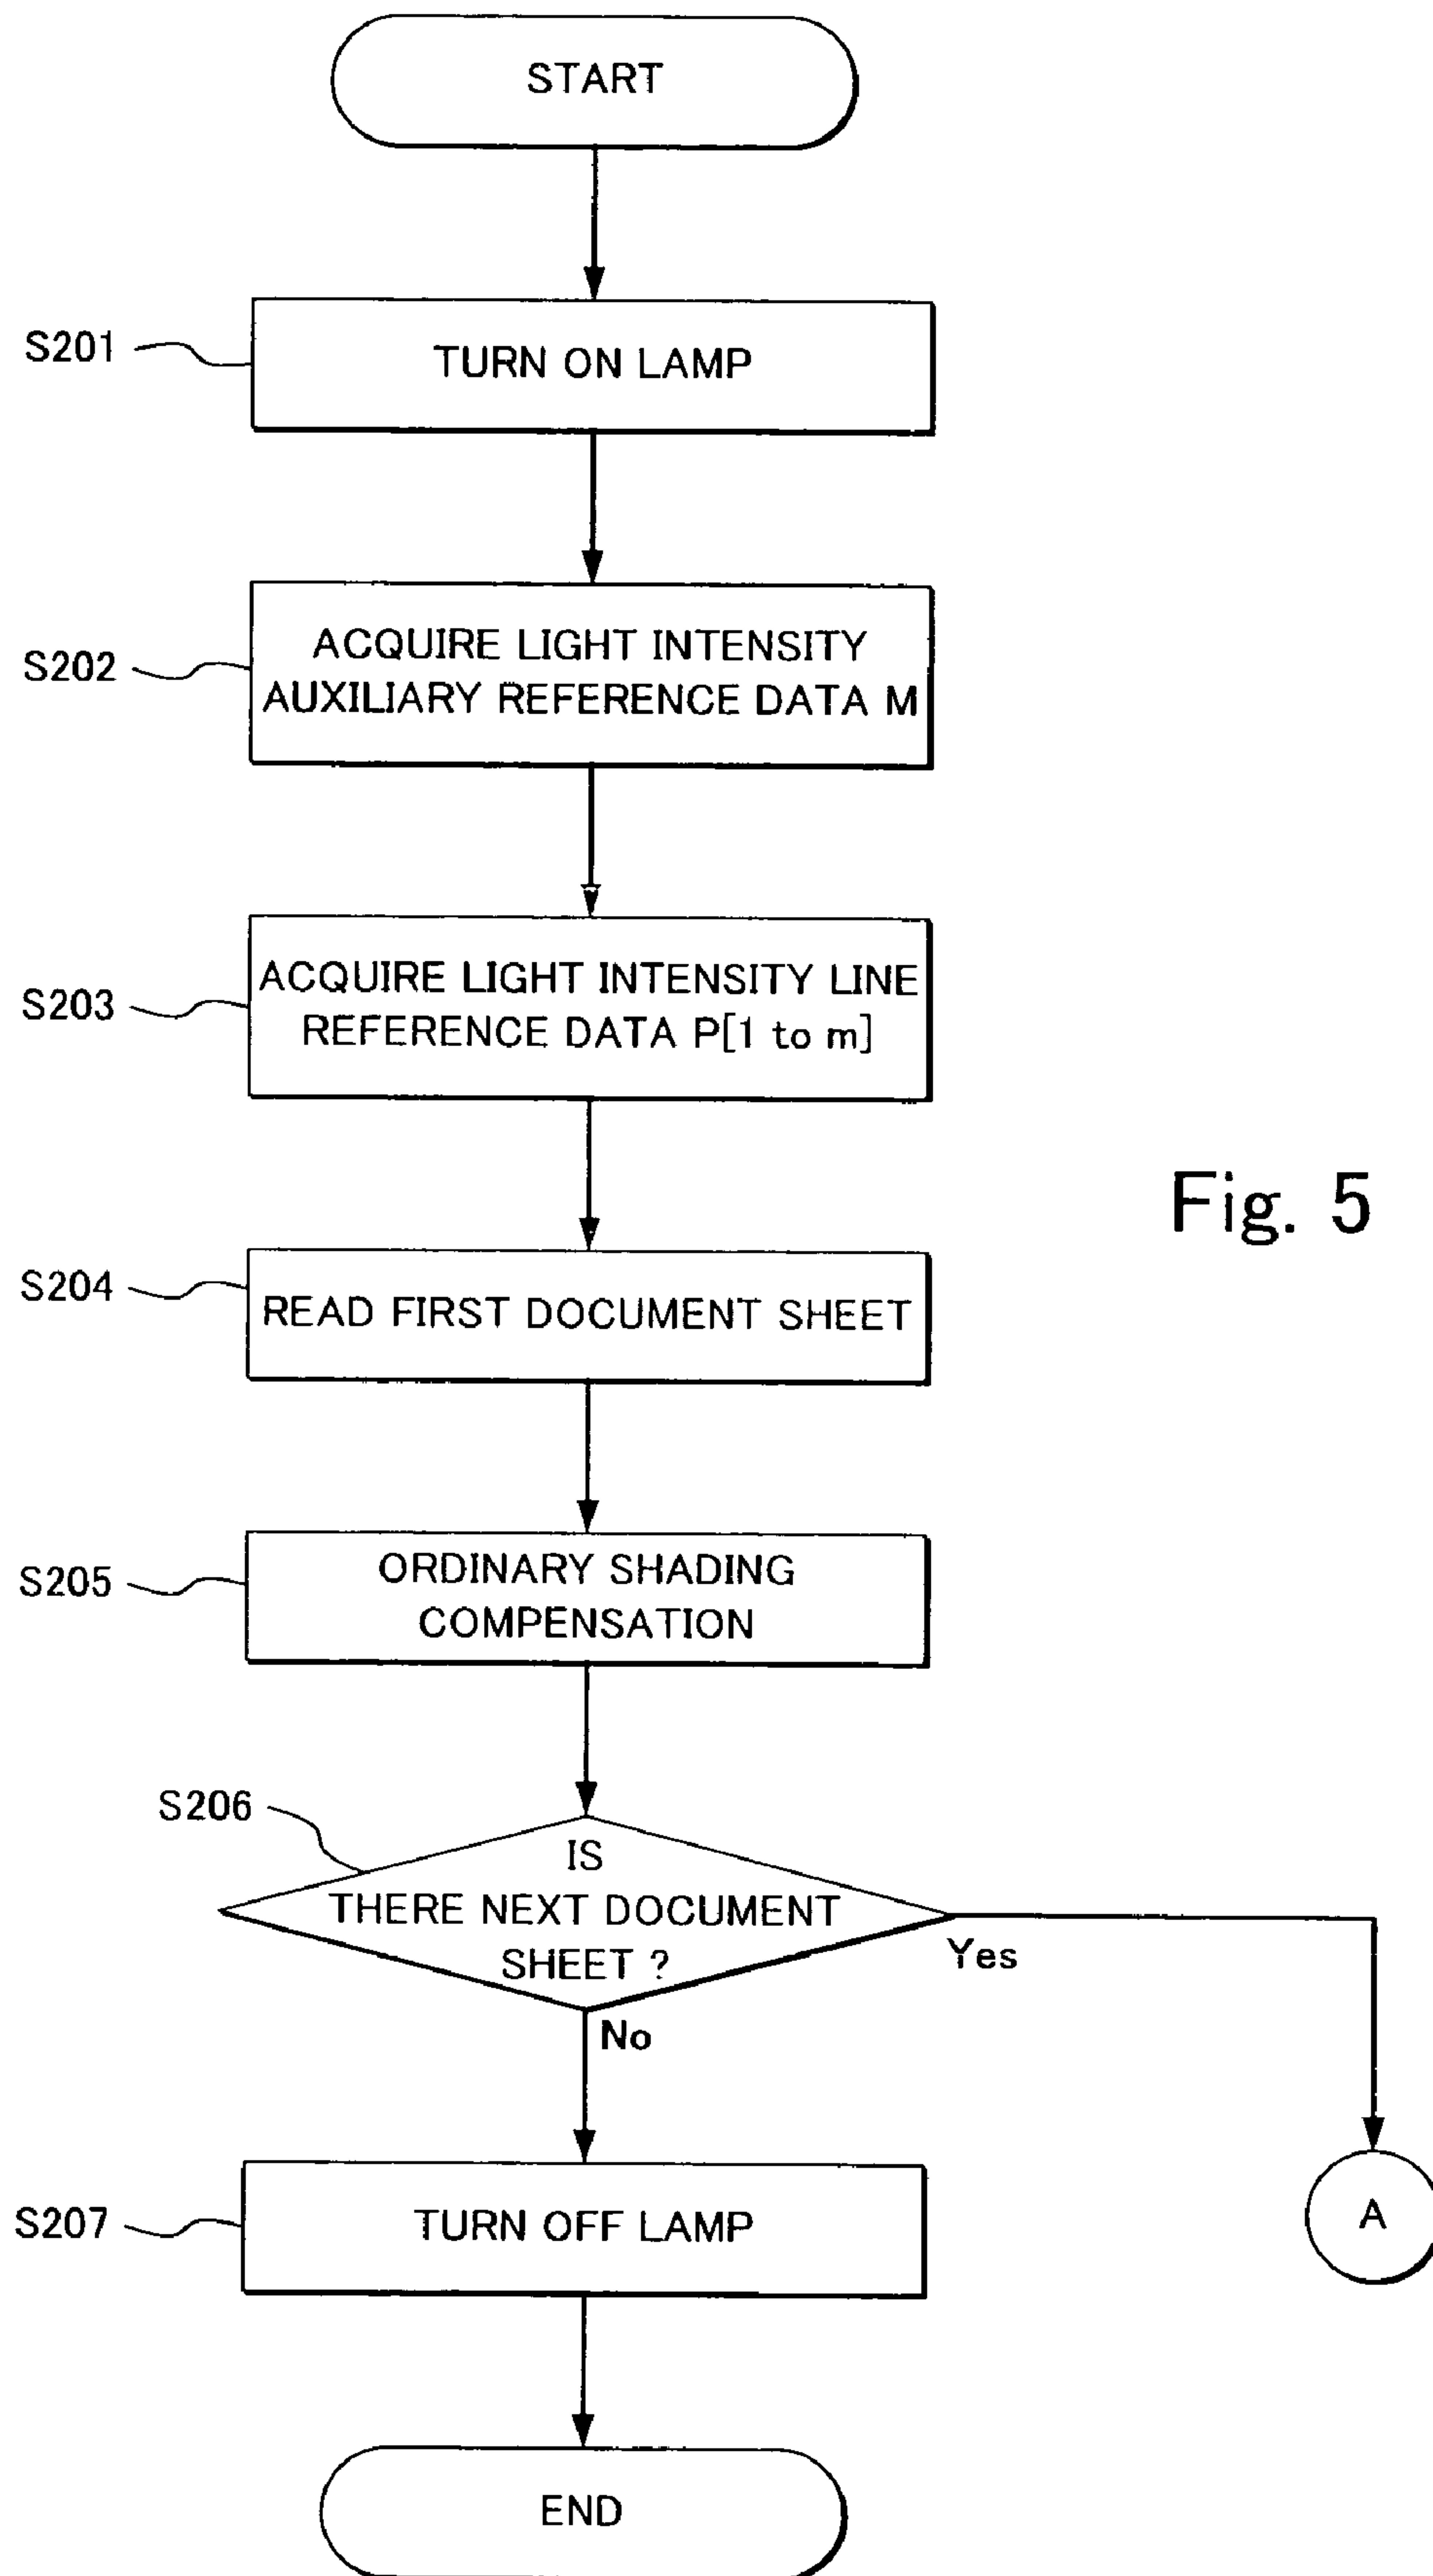 START
S201
TURN ON LAMP
S202
ACQUIRE LIGHT INTENSITY
AUXILIARY REFERENCE DATA M
S203
ACQUIRE LIGHT INTENSITY LINE
REFERENCE DATA P[1 to m]
Fig. 5
S204
READ FIRST DOCUMENT SHEET
S205
ORDINARY SHADING
COMPENSATION
S206
IS
THERE NEXT DOCUMENT
SHEET ?
Yes
No
S207
TURN OFF LAMP
A
END